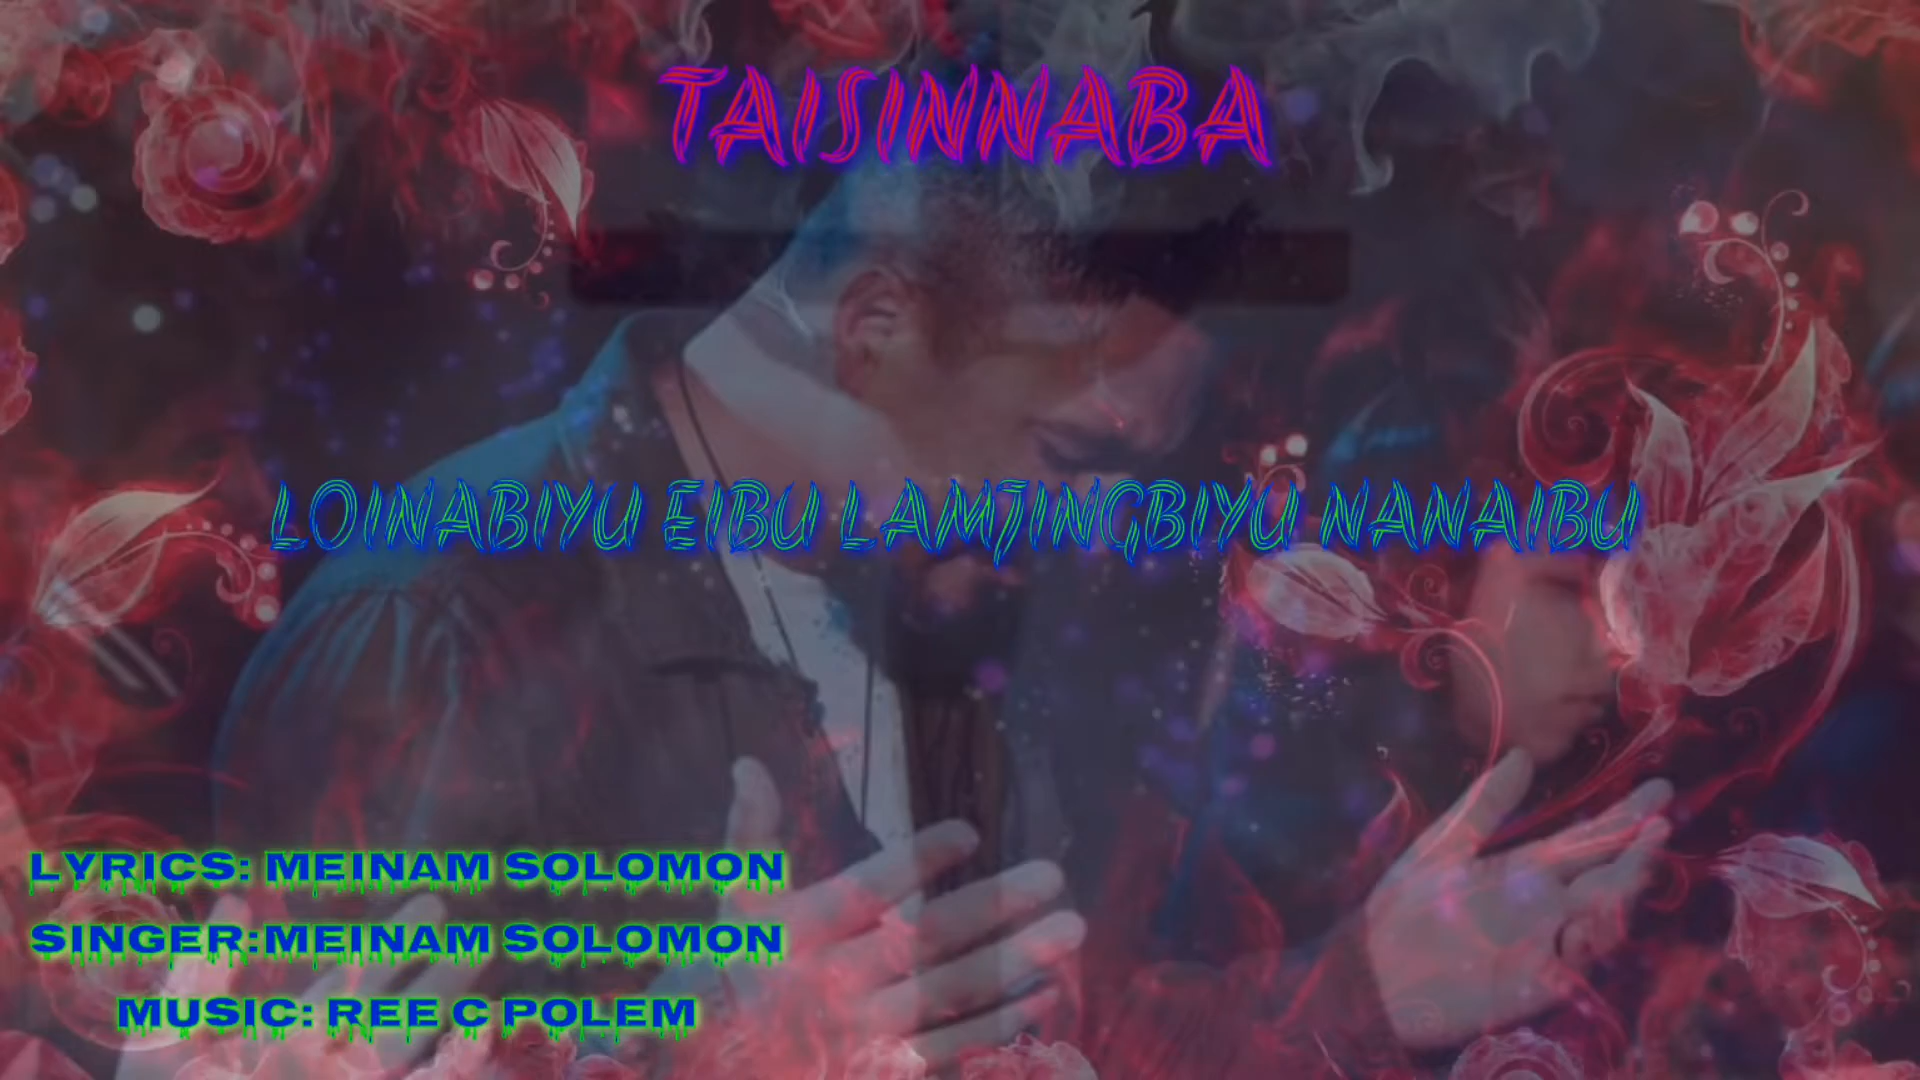 TAISINNABA
LOINABIYU EIBU LAMJINGBIYU NANAIBU
LYRICS: MEINAM SOLOMON
SINGER:MEINAM SOLOMON
MUSIC: REE C POLEM